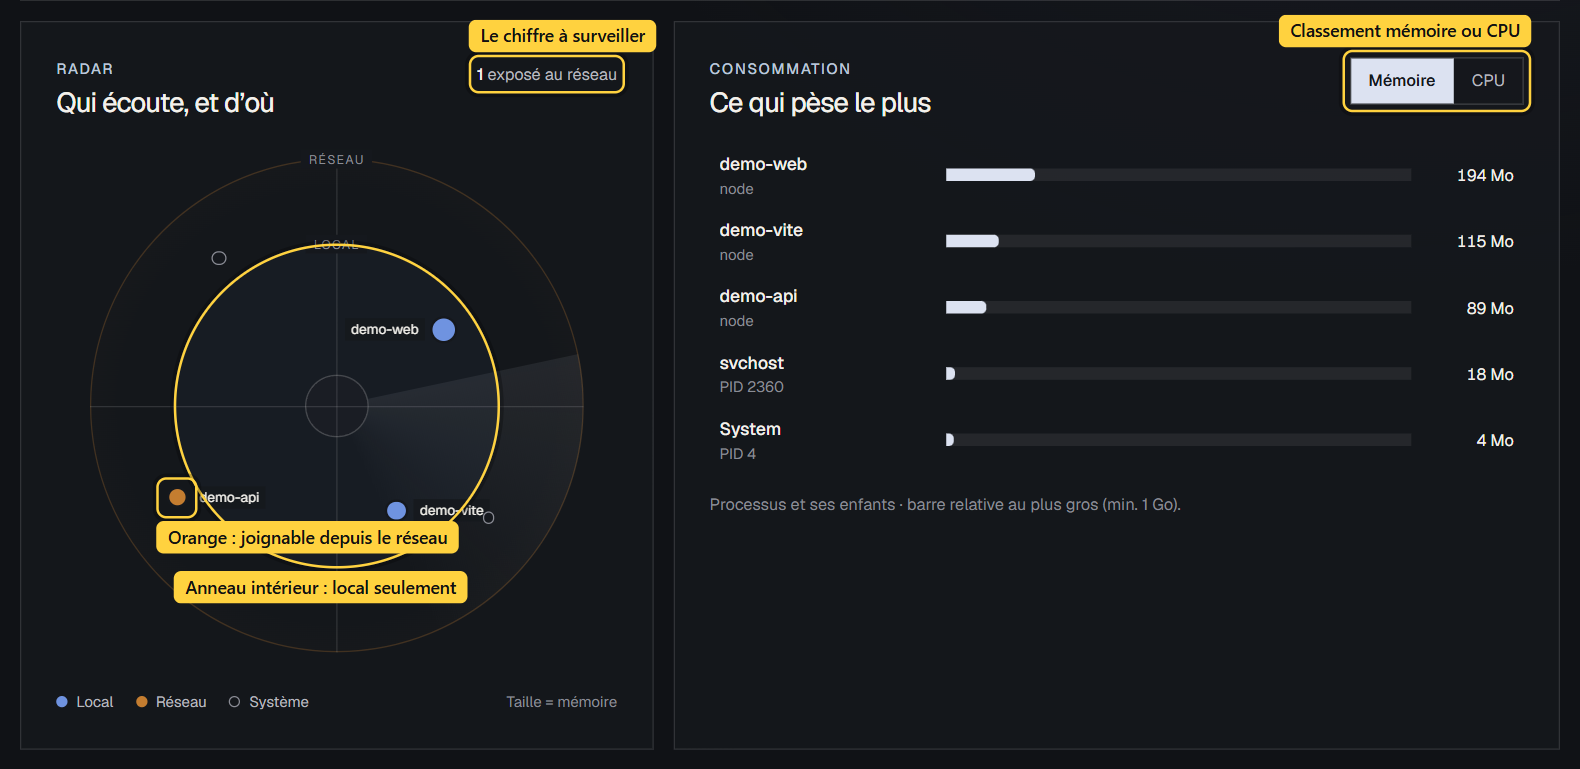 Le chiffre à surveiller
RADAR
1 exposé au réseau
Qui écoute, et d’où
RÉSEAU
LOCAL
demo-web
demo-api
demo-vite
Orange : joignable depuis le réseau
Anneau intérieur : local seulement
Local
Réseau
Système
Taille = mémoire
Classement mémoire ou CPU
CONSOMMATION
Mémoire
CPU
Ce qui pèse le plus
demo-web
194 Mo
node
demo-vite
115 Mo
node
demo-api
89 Mo
node
svchost
18 Mo
PID 2360
System
4 Mo
PID 4
Processus et ses enfants · barre relative au plus gros (min. 1 Go).